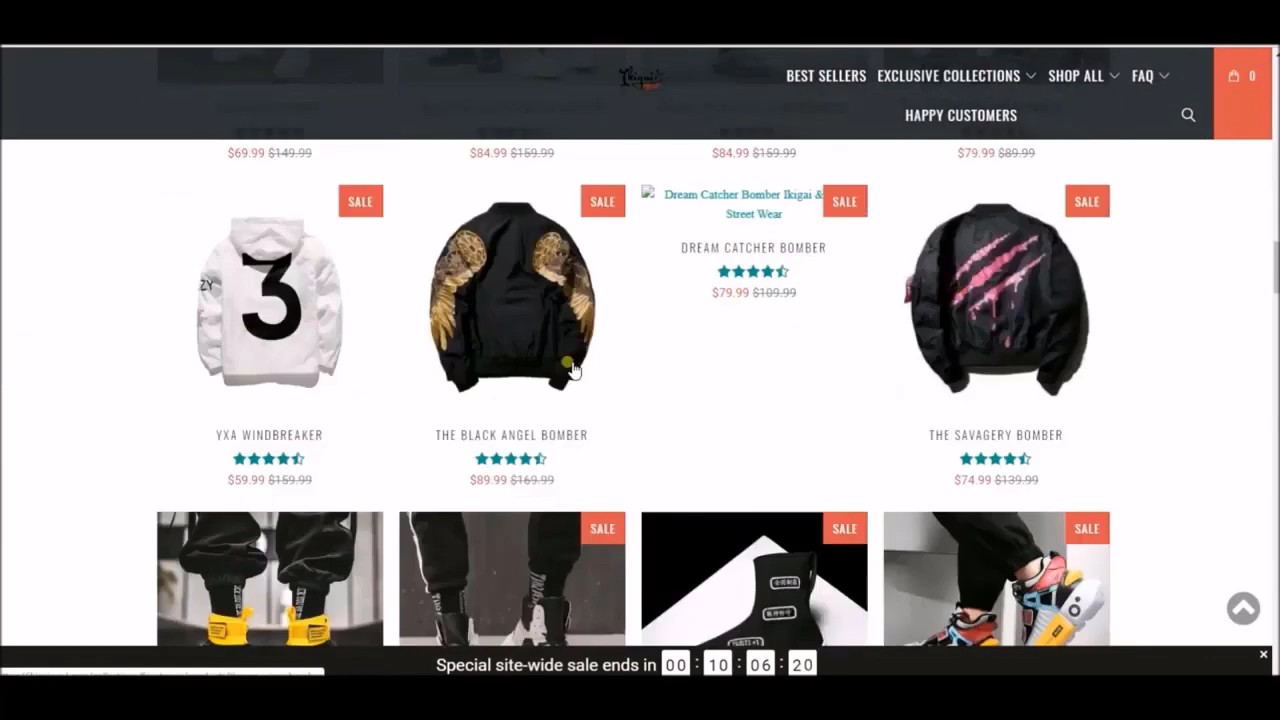 Ikigai
BEST SELLERS
EXCLUSIVE COLLECTIONS
SHOP ALL
FAQ
0
HAPPY CUSTOMERS
$69.99 $149.99
$84.99 $159.99
$84.99 $159.99
$79.99 $89.99
SALE
SALE
Dream Catcher Bomber Ikigai &
Street Wear
SALE
SALE
ZY
3
DREAM CATCHER BOMBER
$79.99 $109.99
YXA WINDBREAKER
THE BLACK ANGEL BOMBER
THE SAVAGERY BOMBER
$59.99 $159.99
$89.99 $169.99
$74.99 $139.99
SALE
SALE
SALE
Special site-wide sale ends in 00 : 10 : 06 : 20